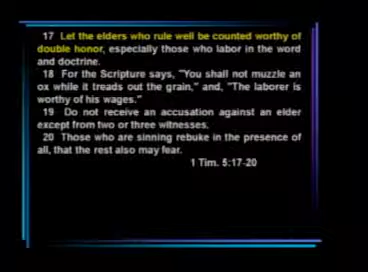 17 Let the elders who rule well be counted worthy of
double honor, especially those who labor in the word
and doctrine.
18 For the Scripture says, "You shall not muzzle an
ox while it treads out the grain," and, "The laborer is
worthy of his wages."
19 Do not receive an accusation against an elder
except from two or three witnesses.
20 Those who are sinning rebuke in the presence of
all, that the rest also may fear.
1 Tim. 5:17-20